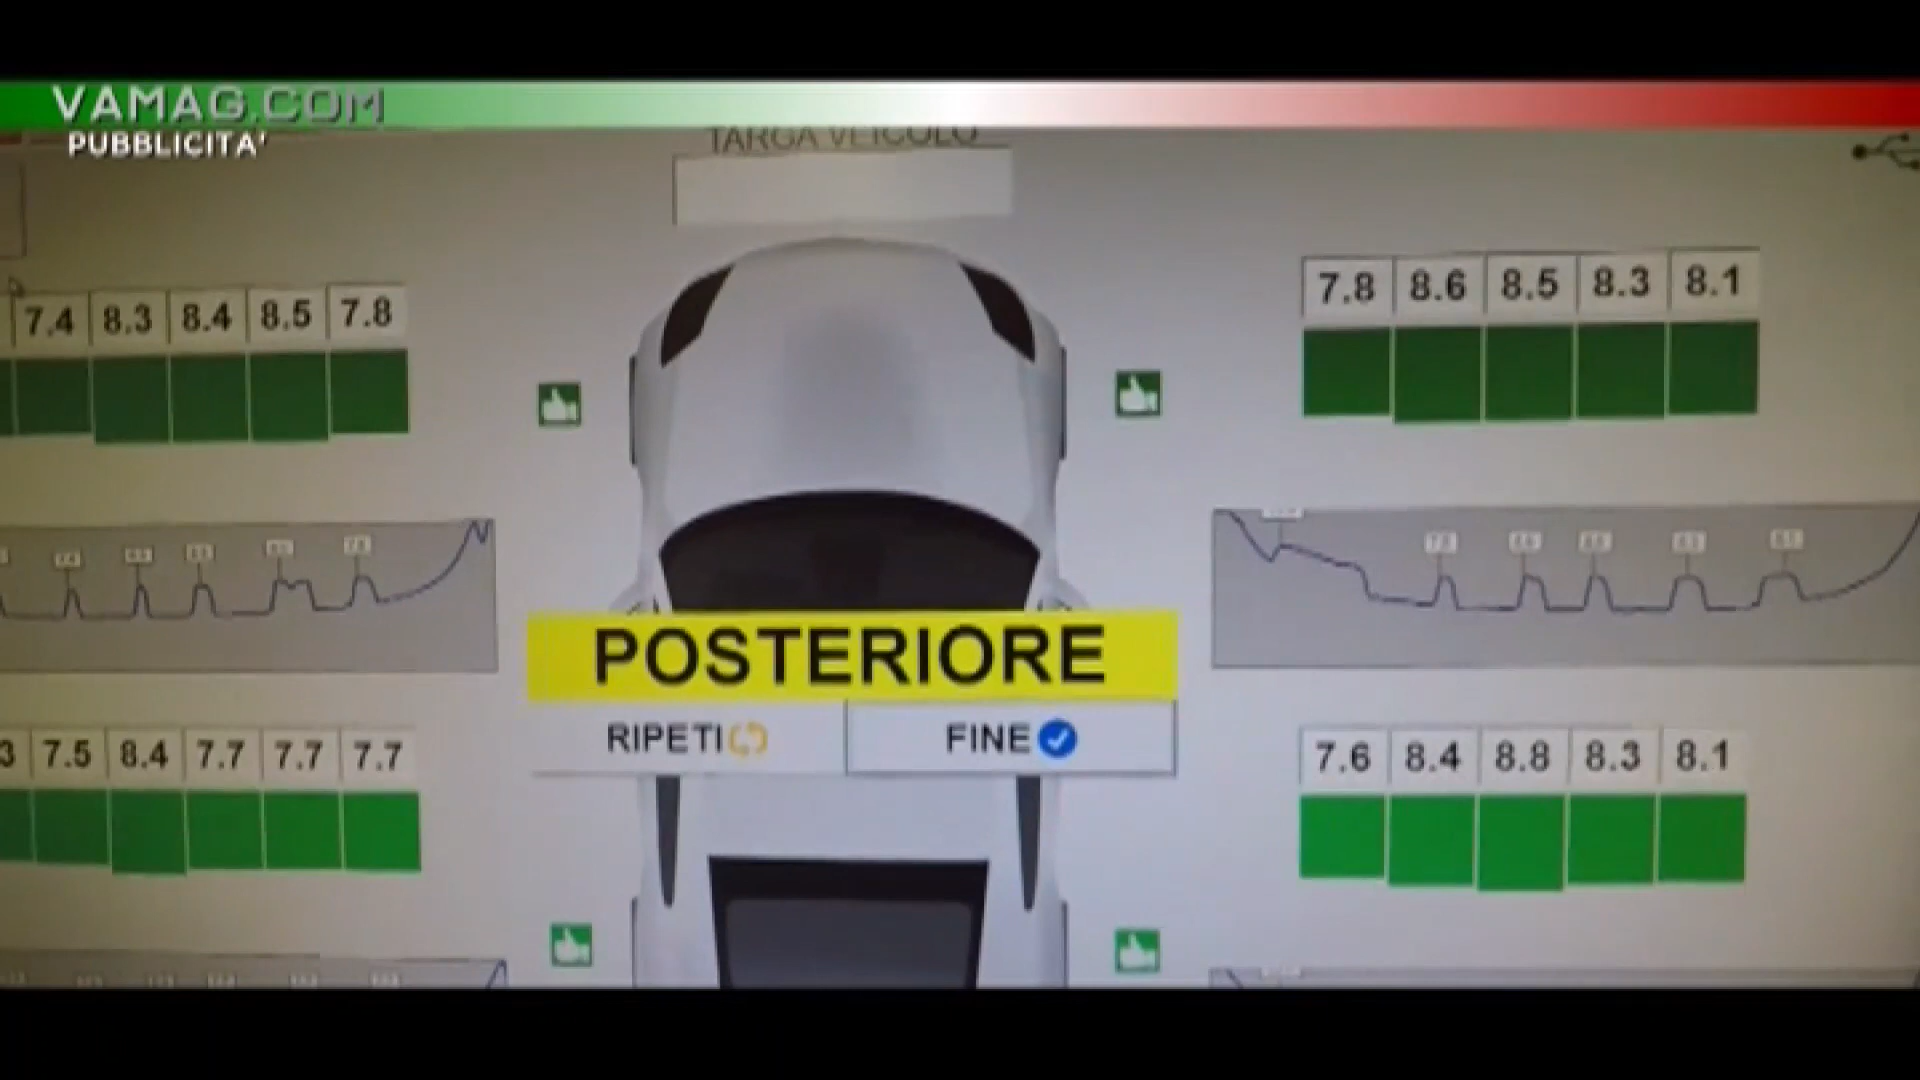 VAMAG.COM
PUBBLICITA'
TARGA VEICOLO
7.4 8.3 8.4 8.5 7.8
7.8 8.6 8.5 8.3 8.1
POSTERIORE
RIPETI
FINE
3 7.5 8.4 7.7 7.7 7.7
7.6 8.4 8.8 8.3 8.1